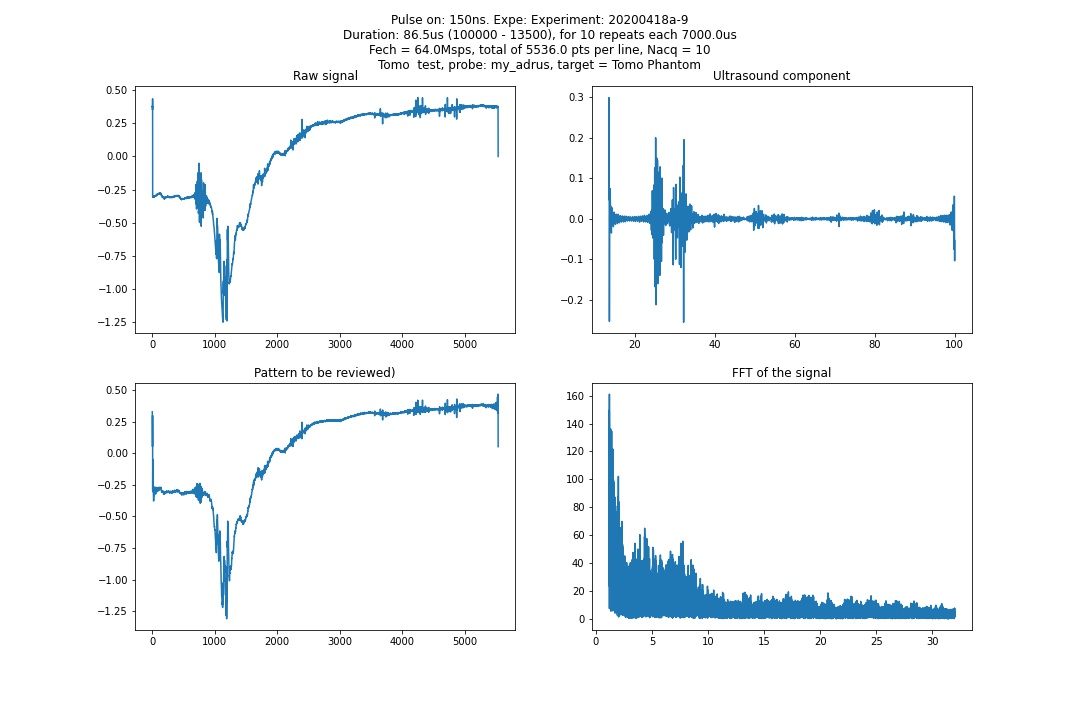 Pulse on: 150ns. Expe: Experiment: 20200418a-9
Duration: 86.5us (100000 - 13500), for 10 repeats each 7000.0us
Fech = 64.0Msps, total of 5536.0 pts per line, Nacq = 10
Tomo  test, probe: my_adrus, target = Tomo Phantom
Raw signal
0.50
0.25
0.00
−0.25
−0.50
−0.75
−1.00
−1.25
0 1000 2000 3000 4000 5000
Ultrasound component
0.3
0.2
0.1
0.0
−0.1
−0.2
20 40 60 80 100
Pattern to be reviewed)
0.50
0.25
0.00
−0.25
−0.50
−0.75
−1.00
−1.25
0 1000 2000 3000 4000 5000
FFT of the signal
160
140
120
100
80
60
40
20
0
0 5 10 15 20 25 30